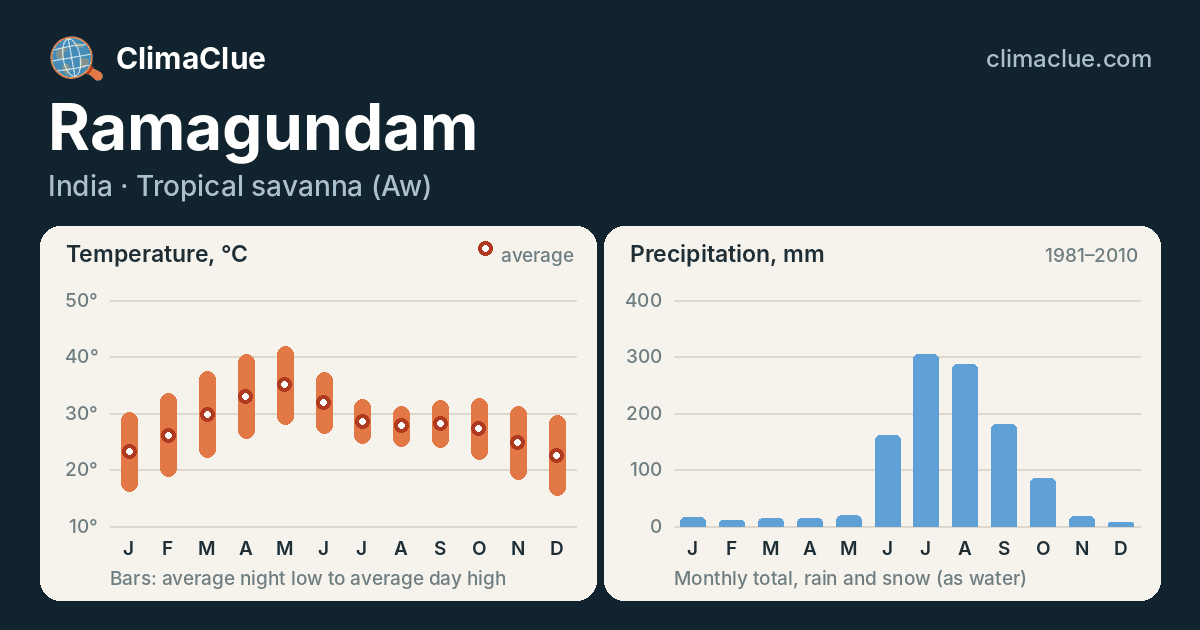 ClimaClue
climaclue.com
Ramagundam
India · Tropical savanna (Aw)
Temperature, °C
average
50°
40°
30°
20°
10°
J F M A M J J A S O N D
Bars: average night low to average day high
Precipitation, mm
1981–2010
400
300
200
100
0
J F M A M J J A S O N D
Monthly total, rain and snow (as water)